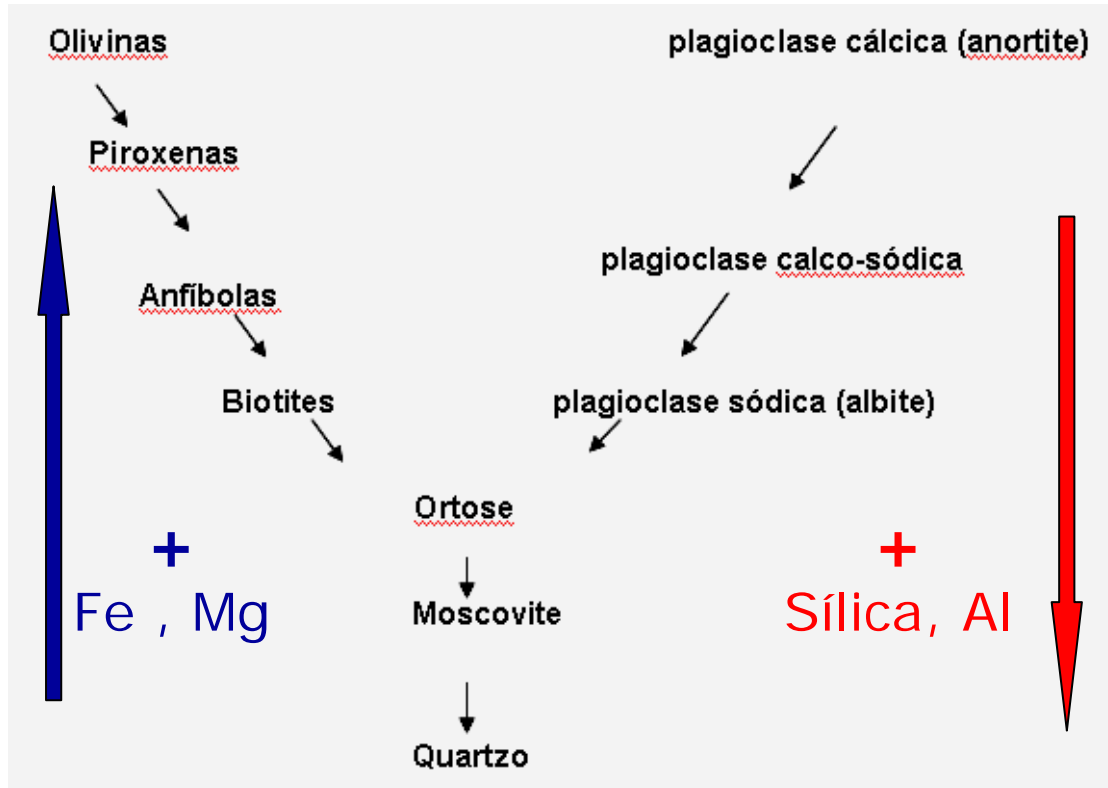 Olivinas
plagioclase cálcica (anortite)
Piroxenas
plagioclase calco-sódica
Anfíbolas
Biotites
plagioclase sódica (albite)
Ortose
+
Fe , Mg
+
Sílica, Al
Moscovite
Quartzo